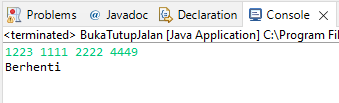 Problems @ Javadoc Declaration Console
<terminated> BukaTutupJalan [Java Application] C:\Program Fil
1223 1111 2222 4449
Berhenti